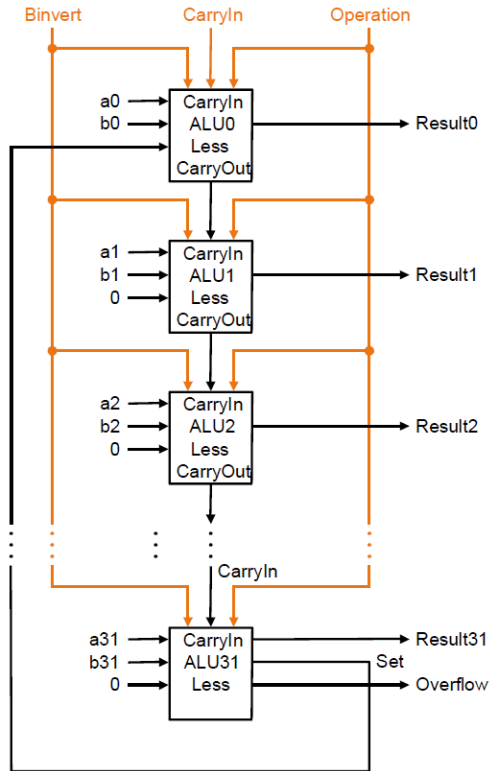 Binvert CarryIn Operation
a0 CarryIn
b0 ALU0 Result0
Less
CarryOut
a1 CarryIn
b1 ALU1 Result1
0 Less
CarryOut
a2 CarryIn
b2 ALU2 Result2
0 Less
CarryOut
CarryIn
a31 CarryIn Result31
b31 ALU31 Set
0 Less Overflow